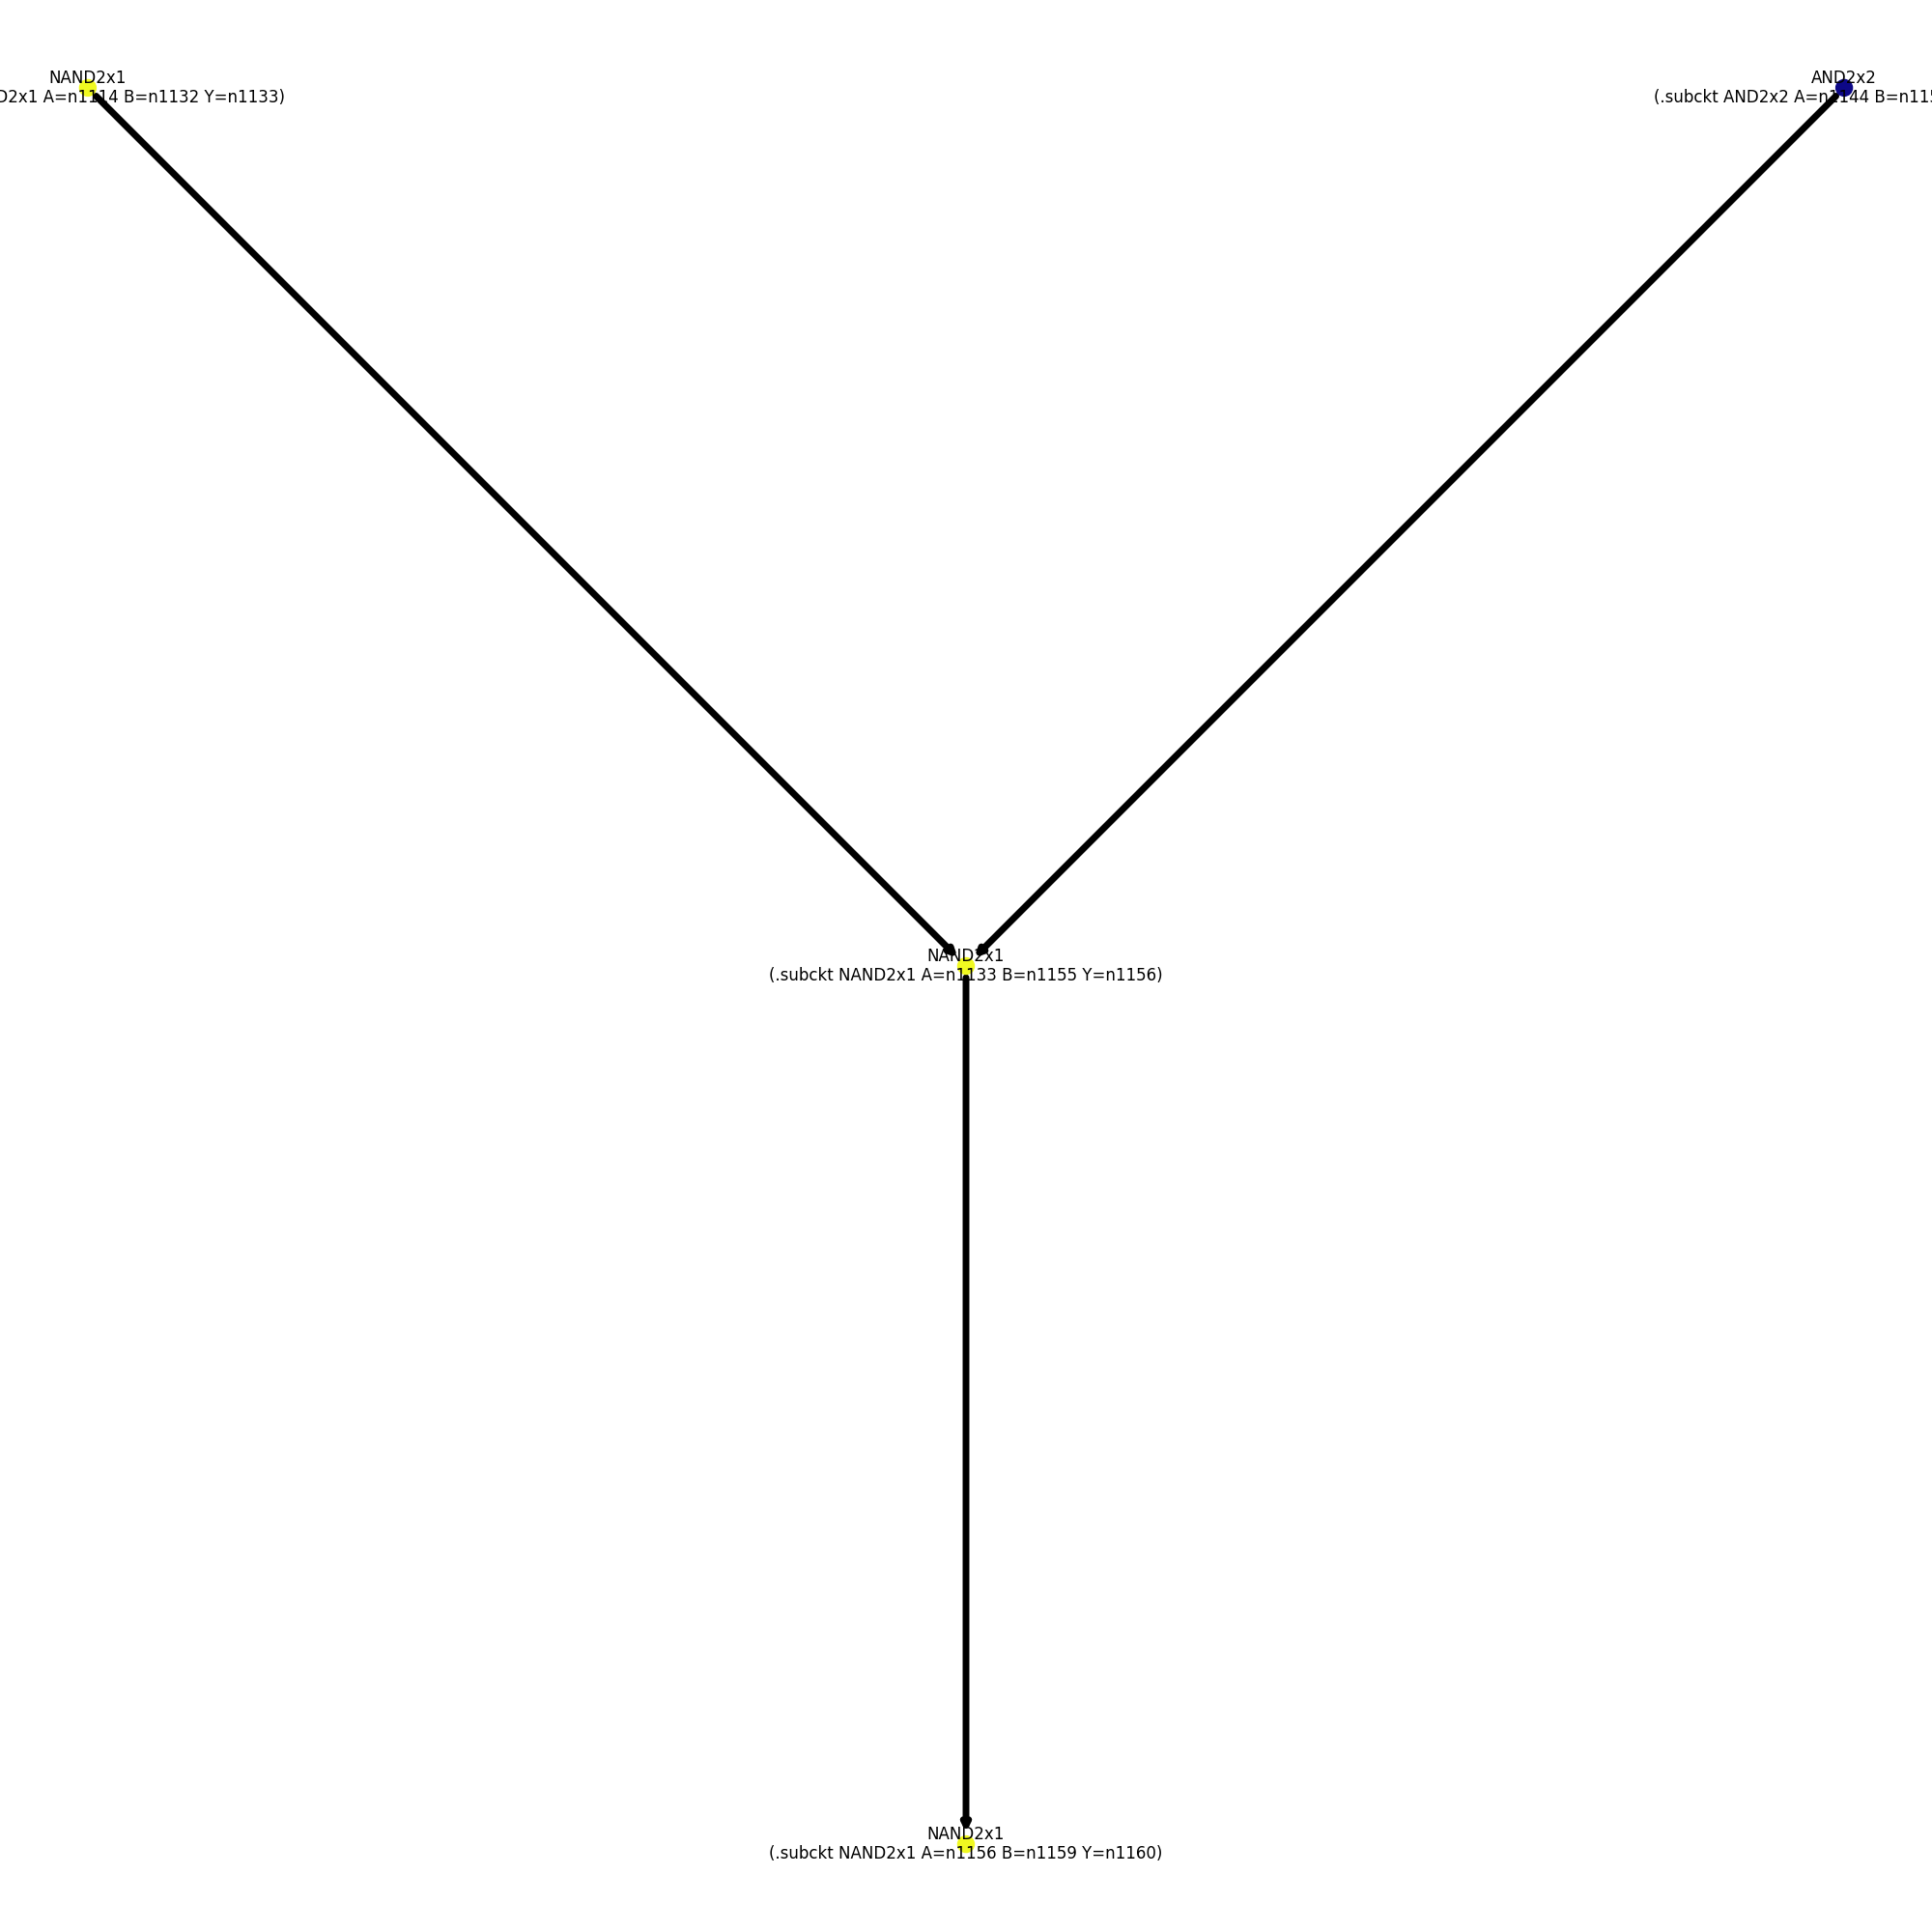 NAND2x1
D2x1 A=n1114 B=n1132 Y=n1133)
AND2x2
(.subckt AND2x2 A=n1144 B=n115
NAND2x1
(.subckt NAND2x1 A=n1133 B=n1155 Y=n1156)
NAND2x1
(.subckt NAND2x1 A=n1156 B=n1159 Y=n1160)